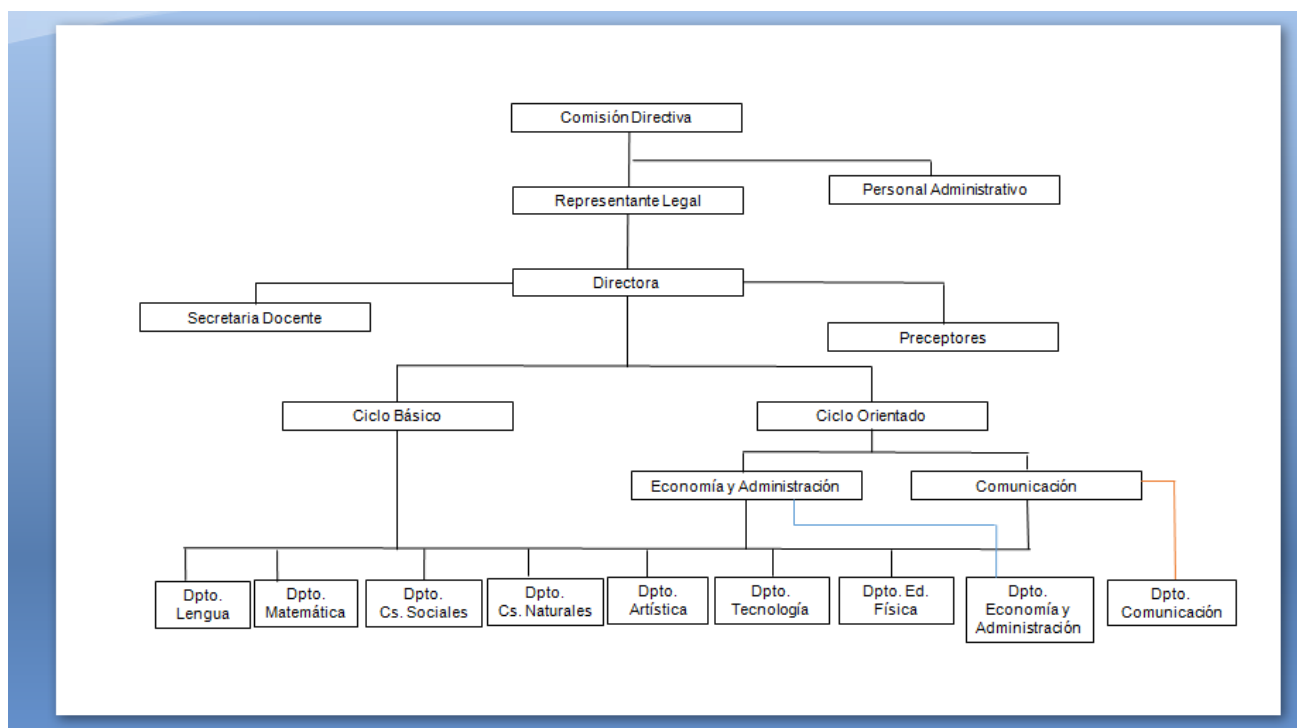 Comisión Directiva
Personal Administrativo
Representante Legal
Directora
Secretaria Docente
Preceptores
Ciclo Básico
Ciclo Orientado
Economía y Administración
Comunicación
Dpto.
Lengua
Dpto.
Matemática
Dpto.
Cs. Sociales
Dpto.
Cs. Naturales
Dpto.
Artística
Dpto.
Tecnología
Dpto. Ed.
Física
Dpto.
Economía y
Administración
Dpto.
Comunicación